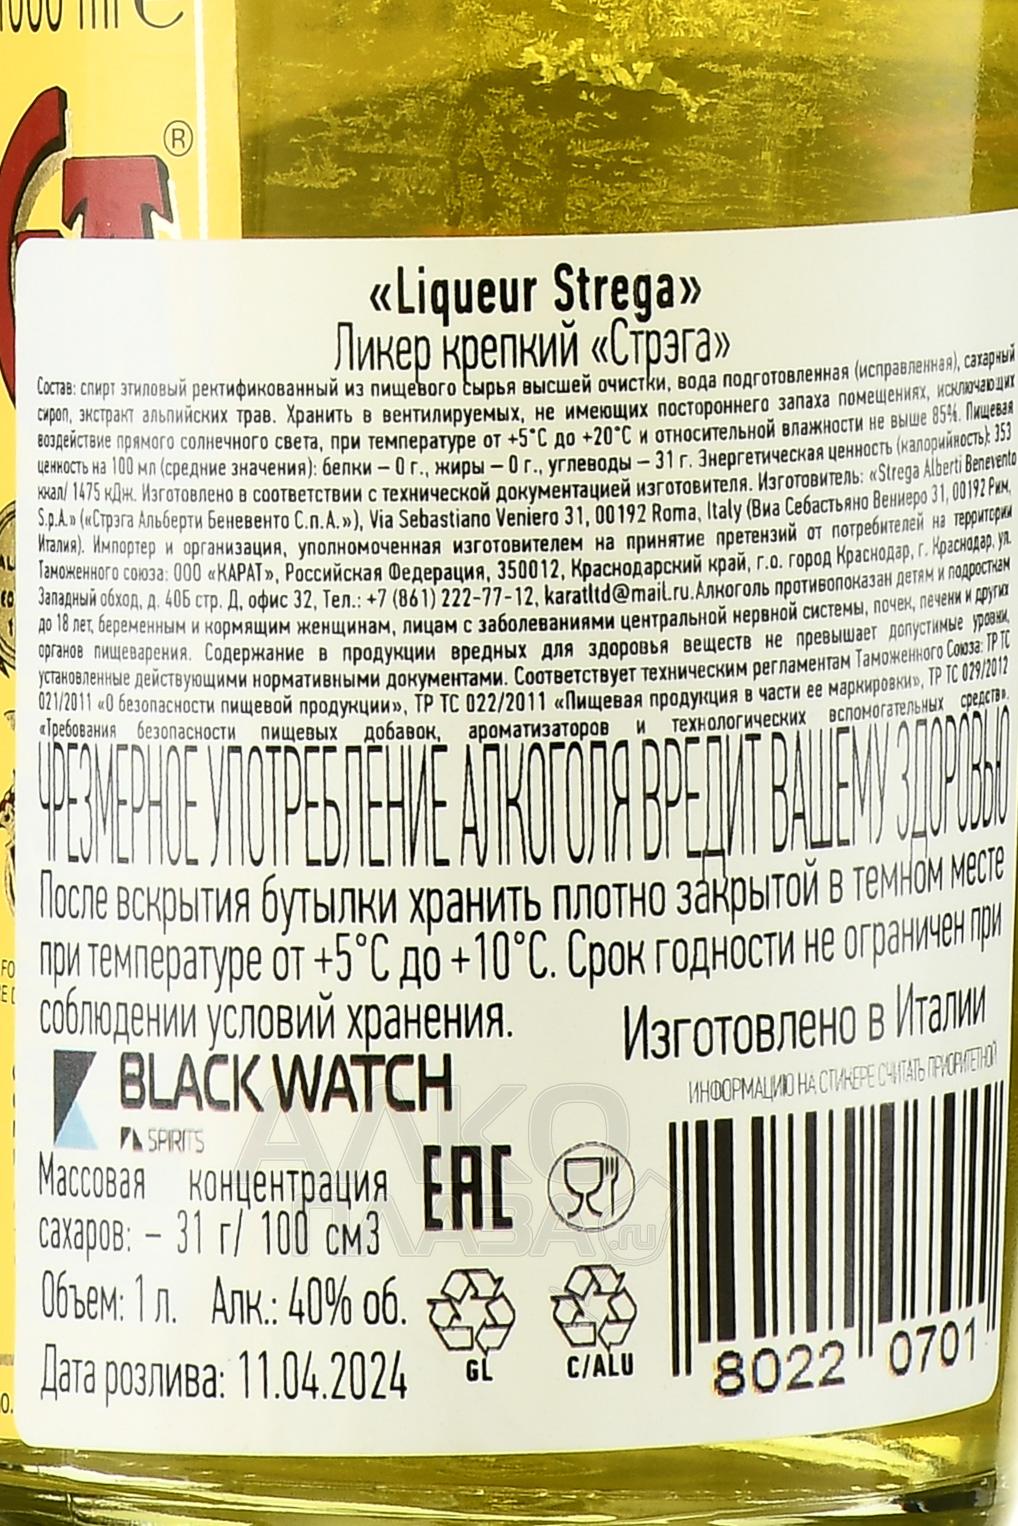 1000 ml e
®
«Liqueur Strega»
Ликер крепкий «Стрэга»
Состав: спирт этиловый ректификованный из пищевого сырья высшей очистки, вода подготовленная (исправленная), сахарный
сироп, экстракт альпийских трав. Хранить в вентилируемых, не имеющих постороннего запаха помещениях, исключающих
воздействие прямого солнечного света, при температуре от +5°С до +20°С и относительной влажности не выше 85%. Пищевая
ценность на 100 мл (средние значения): белки – 0 г., жиры – 0 г., углеводы – 31 г. Энергетическая ценность (калорийность): 353
ккал/ 1475 кДж. Изготовлено в соответствии с технической документацией изготовителя. Изготовитель: «Strega Alberti Benevento
S.p.A.» («Стрэга Альберти Беневенто С.п.А.»), Via Sebastiano Veniero 31, 00192 Roma, Italy (Виа Себастьяно Вениеро 31, 00192 Рим,
Италия). Импортер и организация, уполномоченная изготовителем на принятие претензий от потребителей на территории
Таможенного союза: ООО «КАРАТ», Российская Федерация, 350012, Краснодарский край, г.о. город Краснодар, г. Краснодар, ул.
Западный обход, д. 40Б стр. Д, офис 32, Тел.: +7 (861) 222-77-12, karatltd@mail.ru.Алкоголь противопоказан детям и подросткам
до 18 лет, беременным и кормящим женщинам, лицам с заболеваниями центральной нервной системы, почек, печени и других
органов пищеварения. Содержание в продукции вредных для здоровья веществ не превышает допустимые уровни,
установленные действующими нормативными документами. Соответствует техническим регламентам Таможенного Союза: ТР ТС
021/2011 «О безопасности пищевой продукции», ТР ТС 022/2011 «Пищевая продукция в части ее маркировки», ТР ТС 029/2012
«Требования безопасности пищевых добавок, ароматизаторов и технологических вспомогательных средств».
ЧРЕЗМЕРНОЕ УПОТРЕБЛЕНИЕ АЛКОГОЛЯ ВРЕДИТ ВАШЕМУ ЗДОРОВЬЮ
После вскрытия бутылки хранить плотно закрытой в темном месте
при температуре от +5°С до +10°С. Срок годности не ограничен при
соблюдении условий хранения.
Изготовлено в Италии
ИНФОРМАЦИЮ НА СТИКЕРЕ СЧИТАТЬ ПРИОРИТЕТНОЙ
BLACK WATCH
SPIRITS
Массовая концентрация
сахаров: – 31 г/ 100 см3
EAC
Объем: 1 л. Алк.: 40% об.
GL
C/ALU
Дата розлива: 11.04.2024
8022 0701
АЛКО
ПЛАЗА.ru